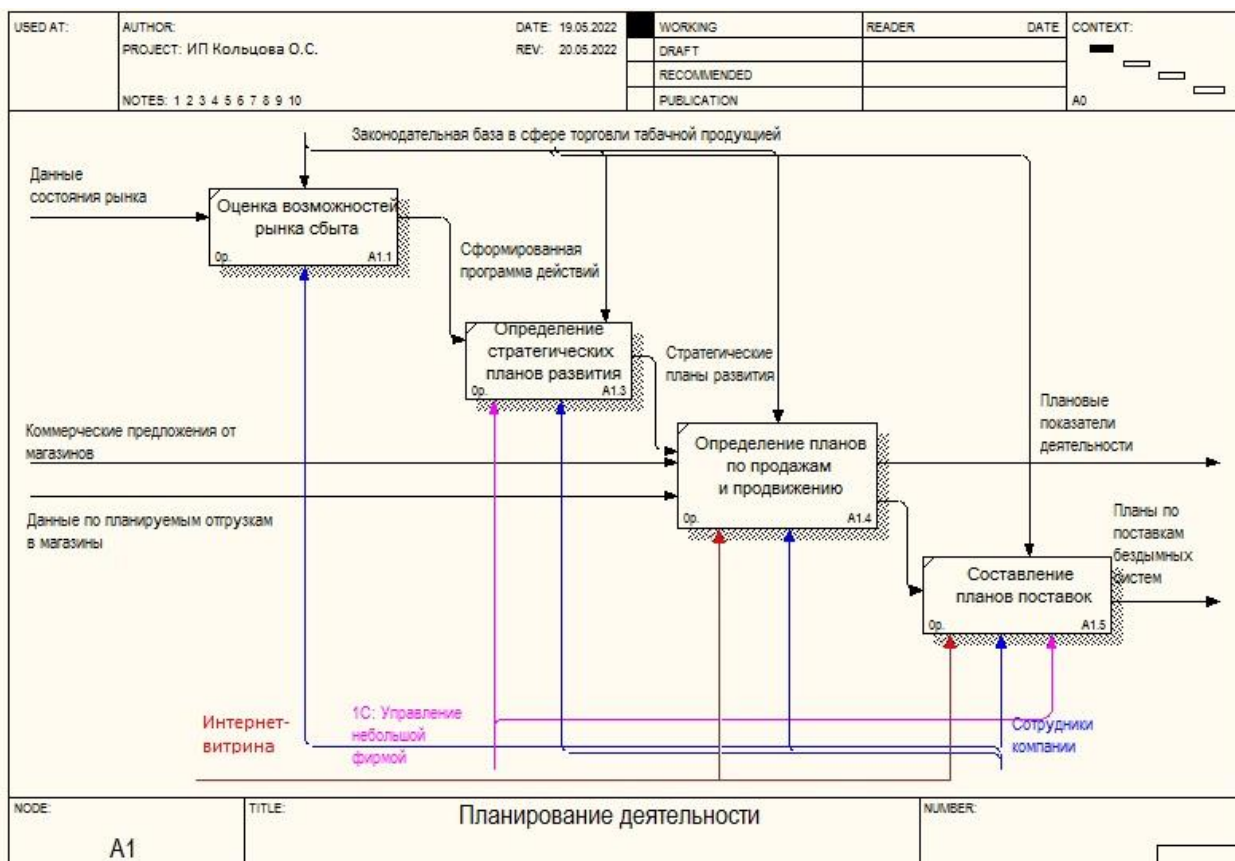 USED AT:
AUTHOR:
DATE: 19.05.2022
PROJECT: ИП Кольцова О.С.
REV: 20.05.2022
NOTES: 1 2 3 4 5 6 7 8 9 10
WORKING
DRAFT
RECOMMENDED
PUBLICATION
READER
DATE
CONTEXT:
A0
Законодательная база в сфере торговли табачной продукцией
Данные
состояния рынка
Оценка возможностей
рынка сбыта
0р.
A1.1
Сформированная
программа действий
Определение
стратегических
планов развития
0р.
A1.3
Стратегические
планы развития
Коммерческие предложения от
магазинов
Определение планов
по продажам
и продвижению
0р.
A1.4
Плановые
показатели
деятельности
Данные по планируемым отгрузкам
в магазины
Планы по
поставкам
бездымных
систем
Составление
планов поставок
0р.
A1.5
Интернет-
витрина
1С: Управление
небольшой
фирмой
Сотрудники
компании
NODE:
A1
TITLE:
Планирование деятельности
NUMBER: